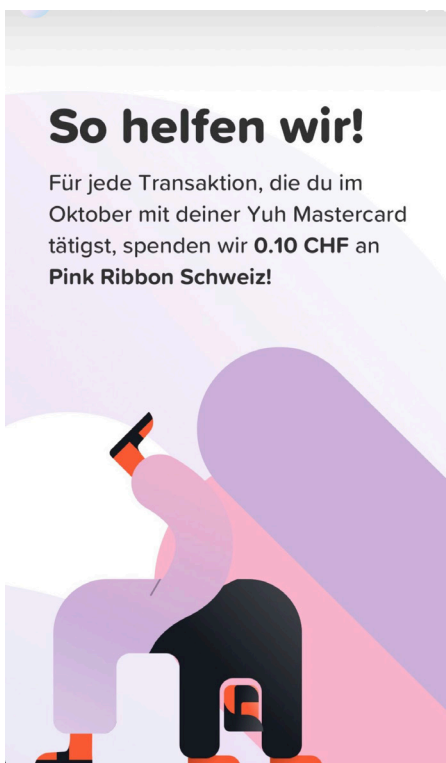 So helfen wir!
Für jede Transaktion, die du im
Oktober mit deiner Yuh Mastercard
tätigst, spenden wir 0.10 CHF an
Pink Ribbon Schweiz!